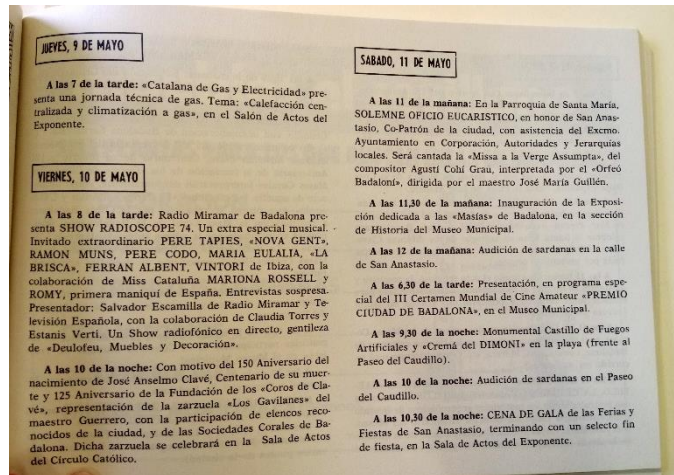 JUEVES, 9 DE MAYO
A las 7 de la tarde: «Catalana de Gas y Electricidad» pre-
senta una jornada técnica de gas. Tema: «Calefacción cen-
tralizada y climatización a gas», en el Salón de Actos del
Exponente.
VIERNES, 10 DE MAYO
A las 8 de la tarde: Radio Miramar de Badalona pre-
senta SHOW RADIOSCOPE 74. Un extra especial musical.
Invitado extraordinario PERE TAPIES, «NOVA GENT»,
RAMON MUNS, PERE CODO, MARIA EULALIA, «LA
BRISCA», FERRAN ALBENT, VINTORI de Ibiza, con la
colaboración de Miss Cataluña MARIONA ROSSELL y
ROMY, primera maniquí de España. Entrevistas sospresa.
Presentador: Salvador Escamilla de Radio Miramar y Te-
levisión Española, con la colaboración de Claudia Torres y
Estanis Verti. Un Show radiofónico en directo, gentileza
de «Deulofeu, Muebles y Decoración».
A las 10 de la noche: Con motivo del 150 Aniversario del
nacimiento de José Anselmo Clavé, Centenario de su muer-
te y 125 Aniversario de la Fundación de los «Coros de Cla-
vé», representación de la zarzuela «Los Gavilanes» del
maestro Guerrero, con la participación de elencos reco-
nocidos de la ciudad, y de las Sociedades Corales de Ba-
dalona. Dicha zarzuela se celebrará en la Sala de Actos
del Círculo Católico.
SABADO, 11 DE MAYO
A las 11 de la mañana: En la Parroquia de Santa María,
SOLEMNE OFICIO EUCARISTICO, en honor de San Anas-
tasio, Co-Patrón de la ciudad, con asistencia del Excmo.
Ayuntamiento en Corporación, Autoridades y Jerarquías
locales. Será cantada la «Missa a la Verge Assumpta», del
compositor Agustí Cohí Grau, interpretada por el «Orfeó
Badaloní», dirigida por el maestro José María Guillén.
A las 11,30 de la mañana: Inauguración de la Exposi-
ción dedicada a las «Masías» de Badalona, en la sección
de Historia del Museo Municipal.
A las 12 de la mañana: Audición de sardanas en la calle
de San Anastasio.
A las 6,30 de la tarde: Presentación, en programa espe-
cial del III Certamen Mundial de Cine Amateur «PREMIO
CIUDAD DE BADALONA», en el Museo Municipal.
A las 9,30 de la noche: Monumental Castillo de Fuegos
Artificiales y «Cremá del DIMONI» en la playa (frente al
Paseo del Caudillo).
A las 10 de la noche: Audición de sardanas en el Paseo
del Caudillo.
A las 10,30 de la noche: CENA DE GALA de las Ferias y
Fiestas de San Anastasio, terminando con un selecto fin
de fiesta, en la Sala de Actos del Exponente.